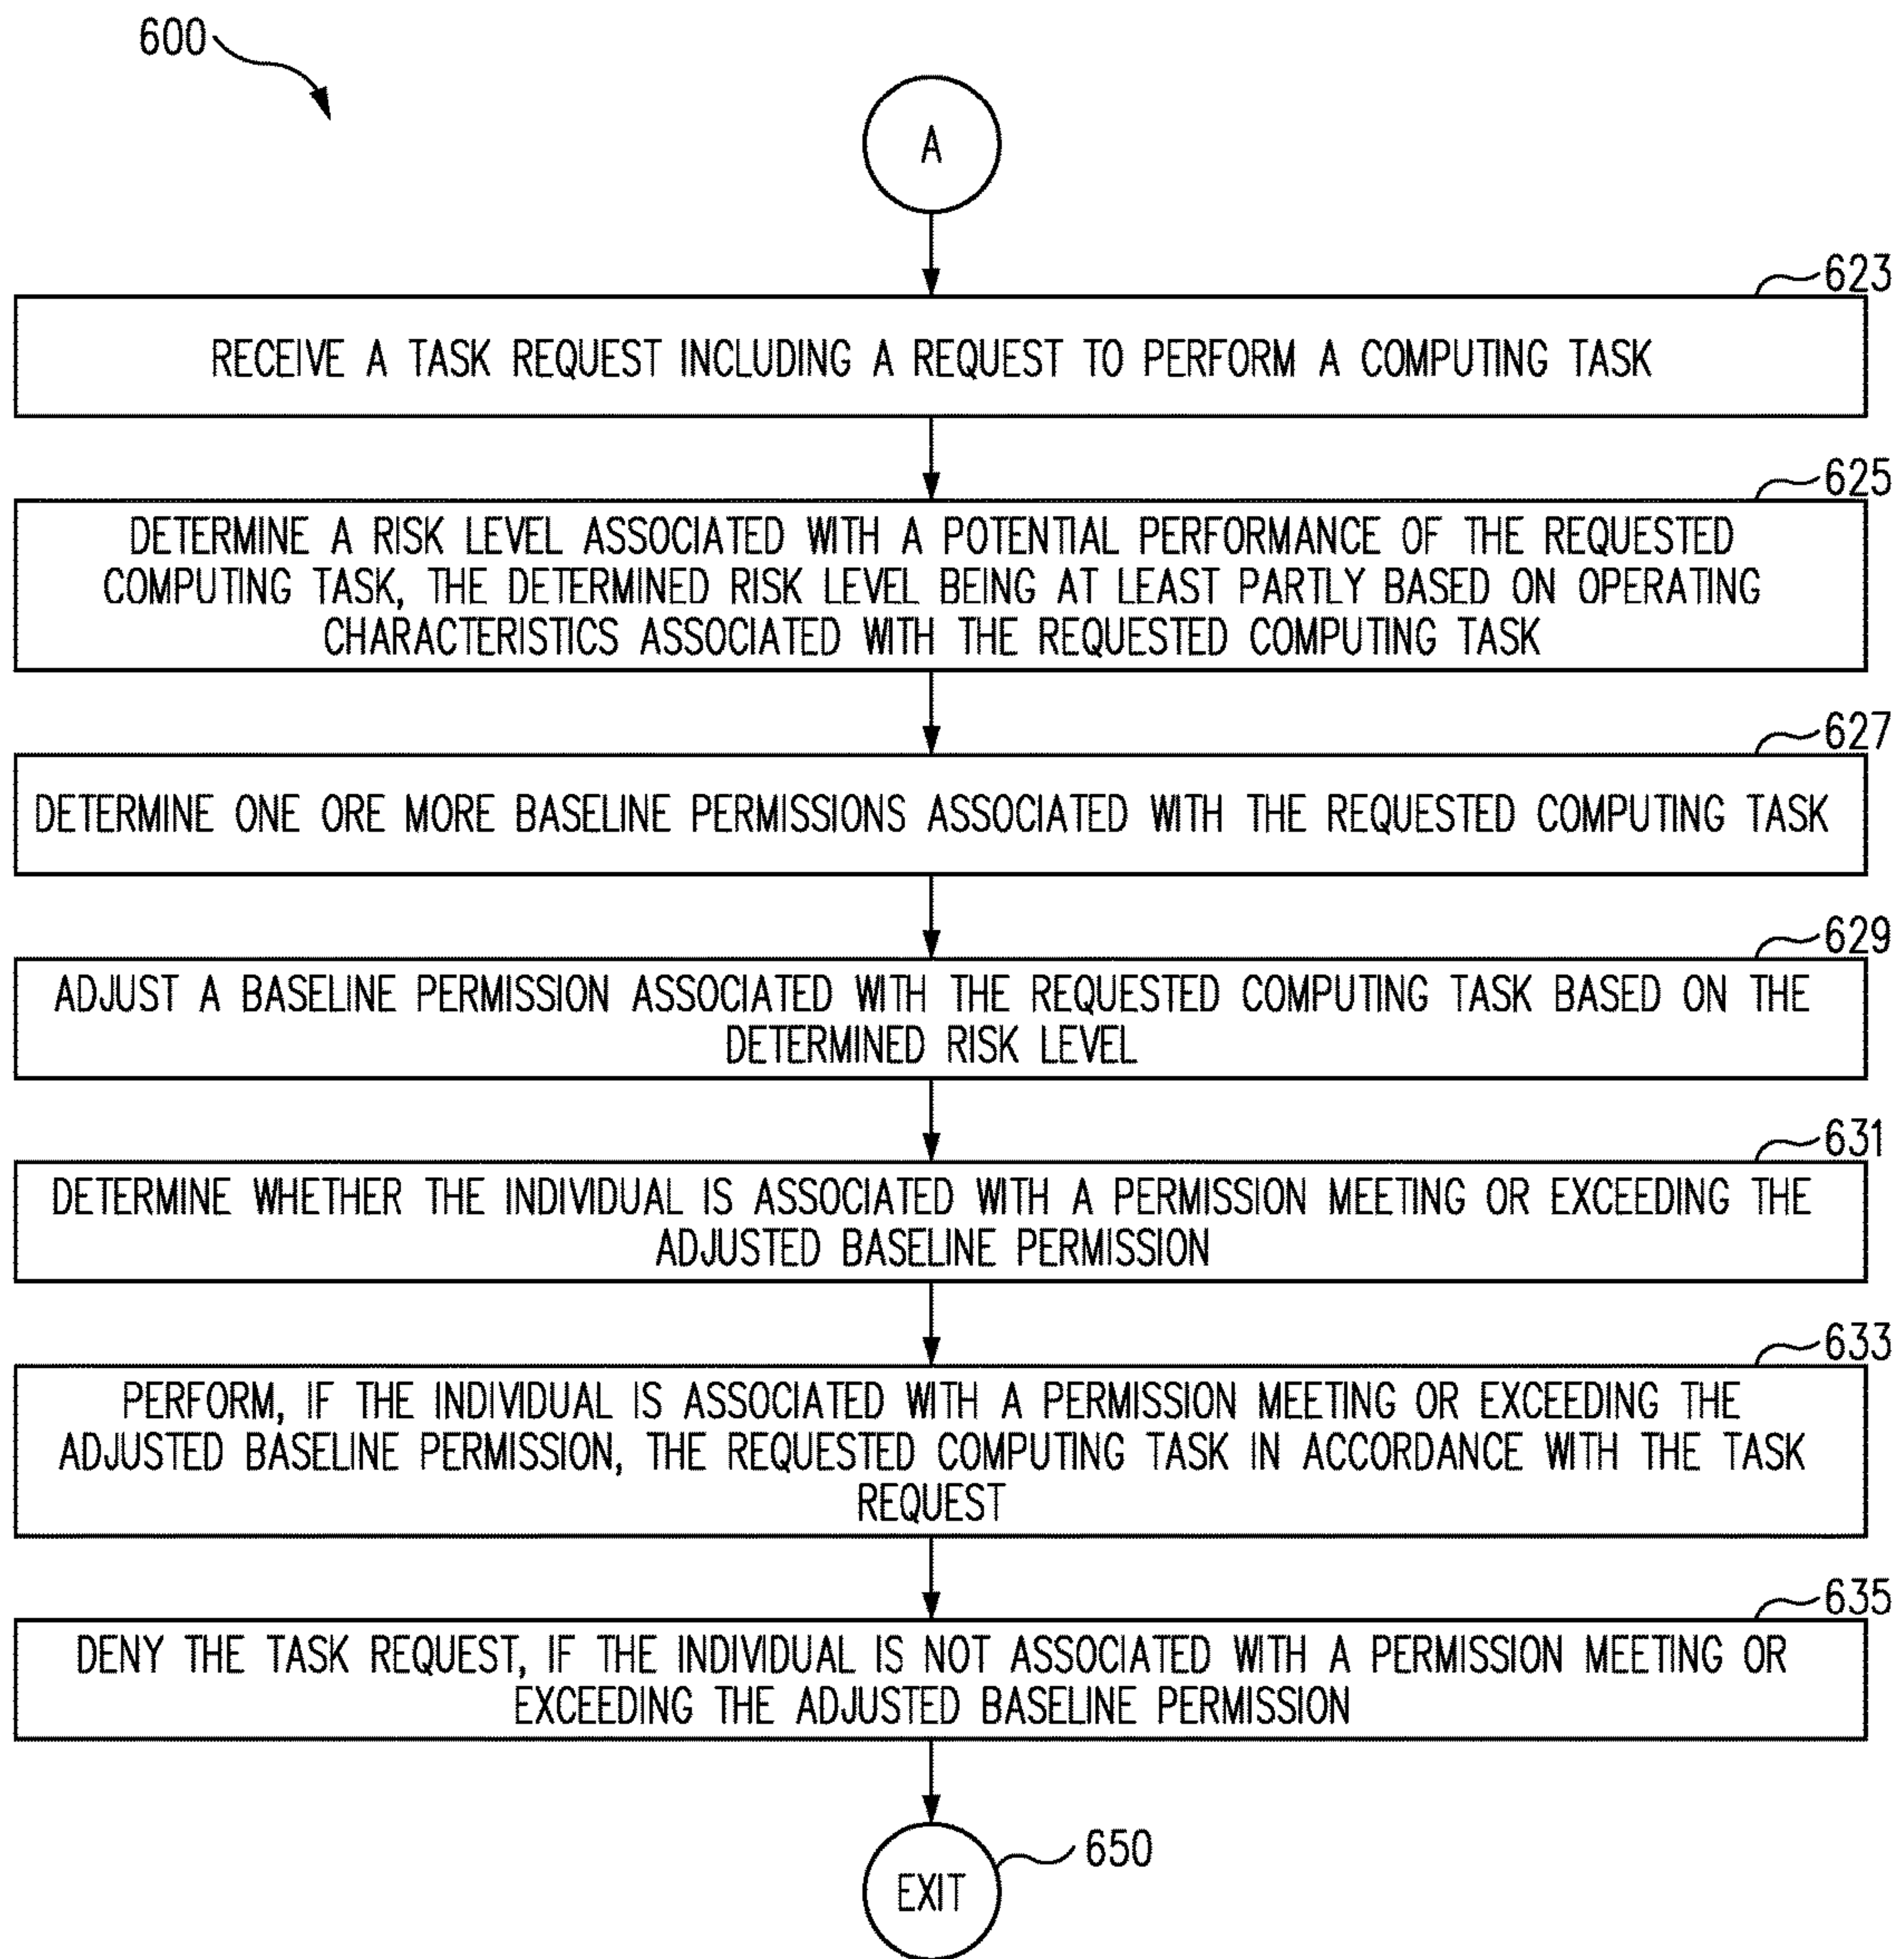 600
A
623
RECEIVE A TASK REQUEST INCLUDING A REQUEST TO PERFORM A COMPUTING TASK
625
DETERMINE A RISK LEVEL ASSOCIATED WITH A POTENTIAL PERFORMANCE OF THE REQUESTED
COMPUTING TASK, THE DETERMINED RISK LEVEL BEING AT LEAST PARTLY BASED ON OPERATING
CHARACTERISTICS ASSOCIATED WITH THE REQUESTED COMPUTING TASK
627
DETERMINE ONE ORE MORE BASELINE PERMISSIONS ASSOCIATED WITH THE REQUESTED COMPUTING TASK
629
ADJUST A BASELINE PERMISSION ASSOCIATED WITH THE REQUESTED COMPUTING TASK BASED ON THE
DETERMINED RISK LEVEL
631
DETERMINE WHETHER THE INDIVIDUAL IS ASSOCIATED WITH A PERMISSION MEETING OR EXCEEDING THE
ADJUSTED BASELINE PERMISSION
633
PERFORM, IF THE INDIVIDUAL IS ASSOCIATED WITH A PERMISSION MEETING OR EXCEEDING THE
ADJUSTED BASELINE PERMISSION, THE REQUESTED COMPUTING TASK IN ACCORDANCE WITH THE TASK
REQUEST
635
DENY THE TASK REQUEST, IF THE INDIVIDUAL IS NOT ASSOCIATED WITH A PERMISSION MEETING OR
EXCEEDING THE ADJUSTED BASELINE PERMISSION
650
EXIT